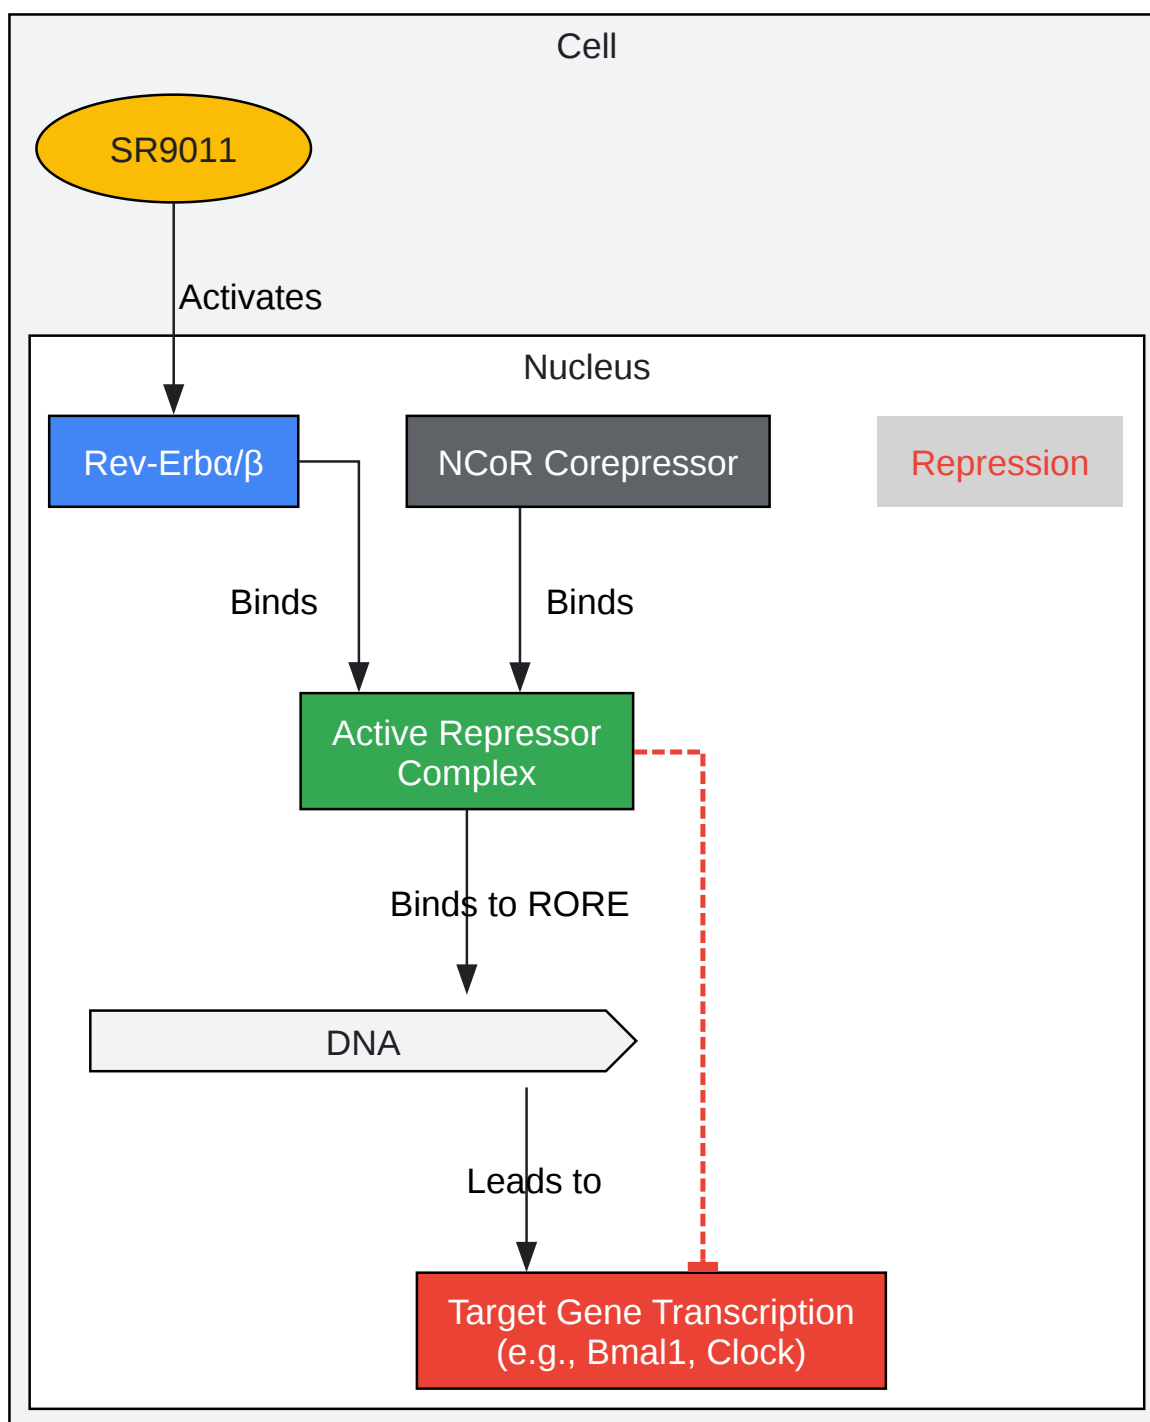 Cell
SR9011
Activates
Nucleus
Rev-Erbα/β
NCoR Corepressor
Repression
Binds
Binds
Active Repressor
Complex
Binds to RORE
DNA
Leads to
Target Gene Transcription
(e.g., Bmal1, Clock)